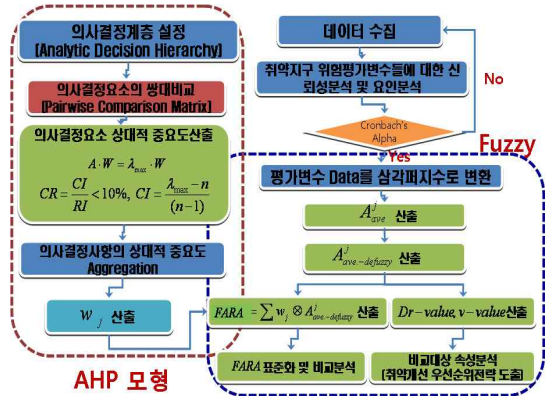 의사결정계층 설정
[Analytic Decision Hierarchy]
의사결정요소의 쌍대비교
[Pairwise Comparison Matrix]
의사결정요소 상대적 중요도산출
A·W = λmax·W
CR = CI/RI < 10%, CI = (λmax − n)/(n−1)
의사결정사항의 상대적 중요도
Aggregation
w j 산출
AHP 모형
데이터 수집
취약지구 위험평가변수들에 대한 신
뢰성분석 및 요인분석
Cronbach's
Alpha
No
Yes
Fuzzy
평가변수 Data를 삼각퍼지수로 변환
A^j_ave 산출
A^j_ave.-defuzzy 산출
FARA = ∑ w_j ⊗ A^j_ave.-defuzzy 산출
Dr−value, v−value산출
FARA 표준화 및 비교분석
비교대상 속성분석
(취약개선 우선순위전략 도출)